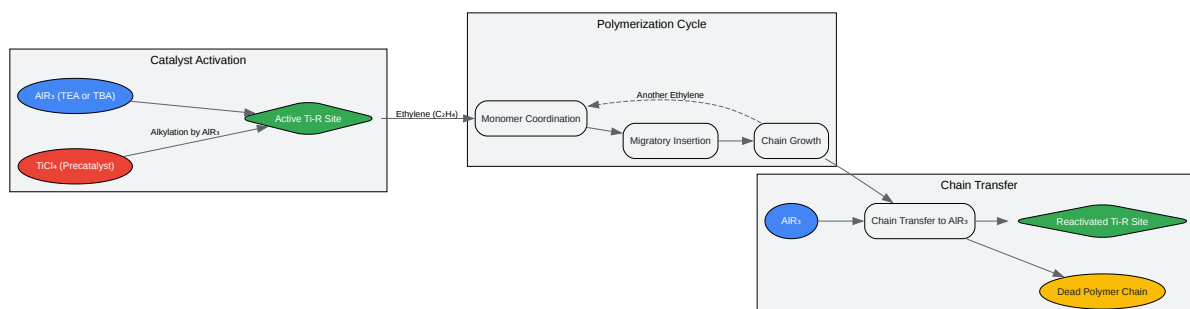 Catalyst Activation
AlR₃ (TEA or TBA)
Active Ti-R Site
Alkylation by AlR₃
TiCl₄ (Precatalyst)
Ethylene (C₂H₄)
Polymerization Cycle
Another Ethylene
Monomer Coordination
Migratory Insertion
Chain Growth
Chain Transfer
AlR₃
Chain Transfer to AlR₃
Reactivated Ti-R Site
Dead Polymer Chain